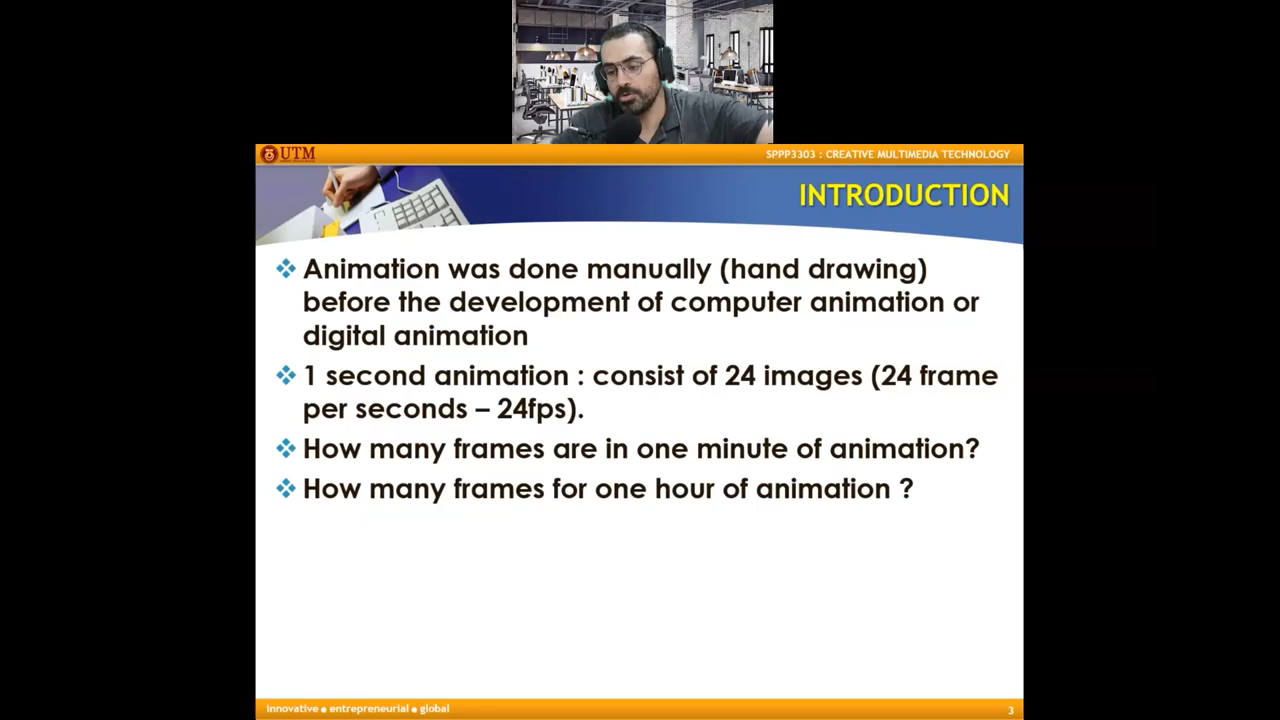 UTM
SPPP3303 : CREATIVE MULTIMEDIA TECHNOLOGY
INTRODUCTION
Animation was done manually (hand drawing)
before the development of computer animation or
digital animation
1 second animation : consist of 24 images (24 frame
per seconds – 24fps).
How many frames are in one minute of animation?
How many frames for one hour of animation ?
innovative ● entrepreneurial ● global
3